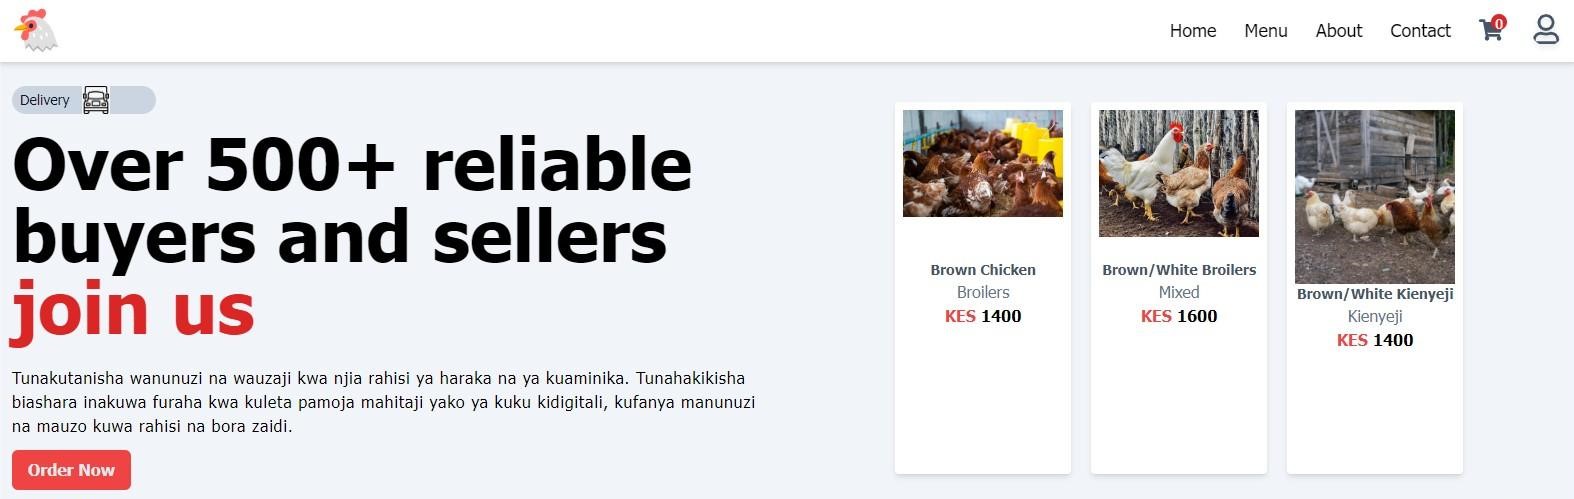 Home Menu About Contact 0
Delivery
Over 500+ reliable
buyers and sellers
join us
Tunakutanisha wanunuzi na wauzaji kwa njia rahisi ya haraka na ya kuaminika. Tunahakikisha
biashara inakuwa furaha kwa kuleta pamoja mahitaji yako ya kuku kidigitali, kufanya manunuzi
na mauzo kuwa rahisi na bora zaidi.
Order Now
Brown Chicken
Broilers
KES 1400
Brown/White Broilers
Mixed
KES 1600
Brown/White Kienyeji
Kienyeji
KES 1400